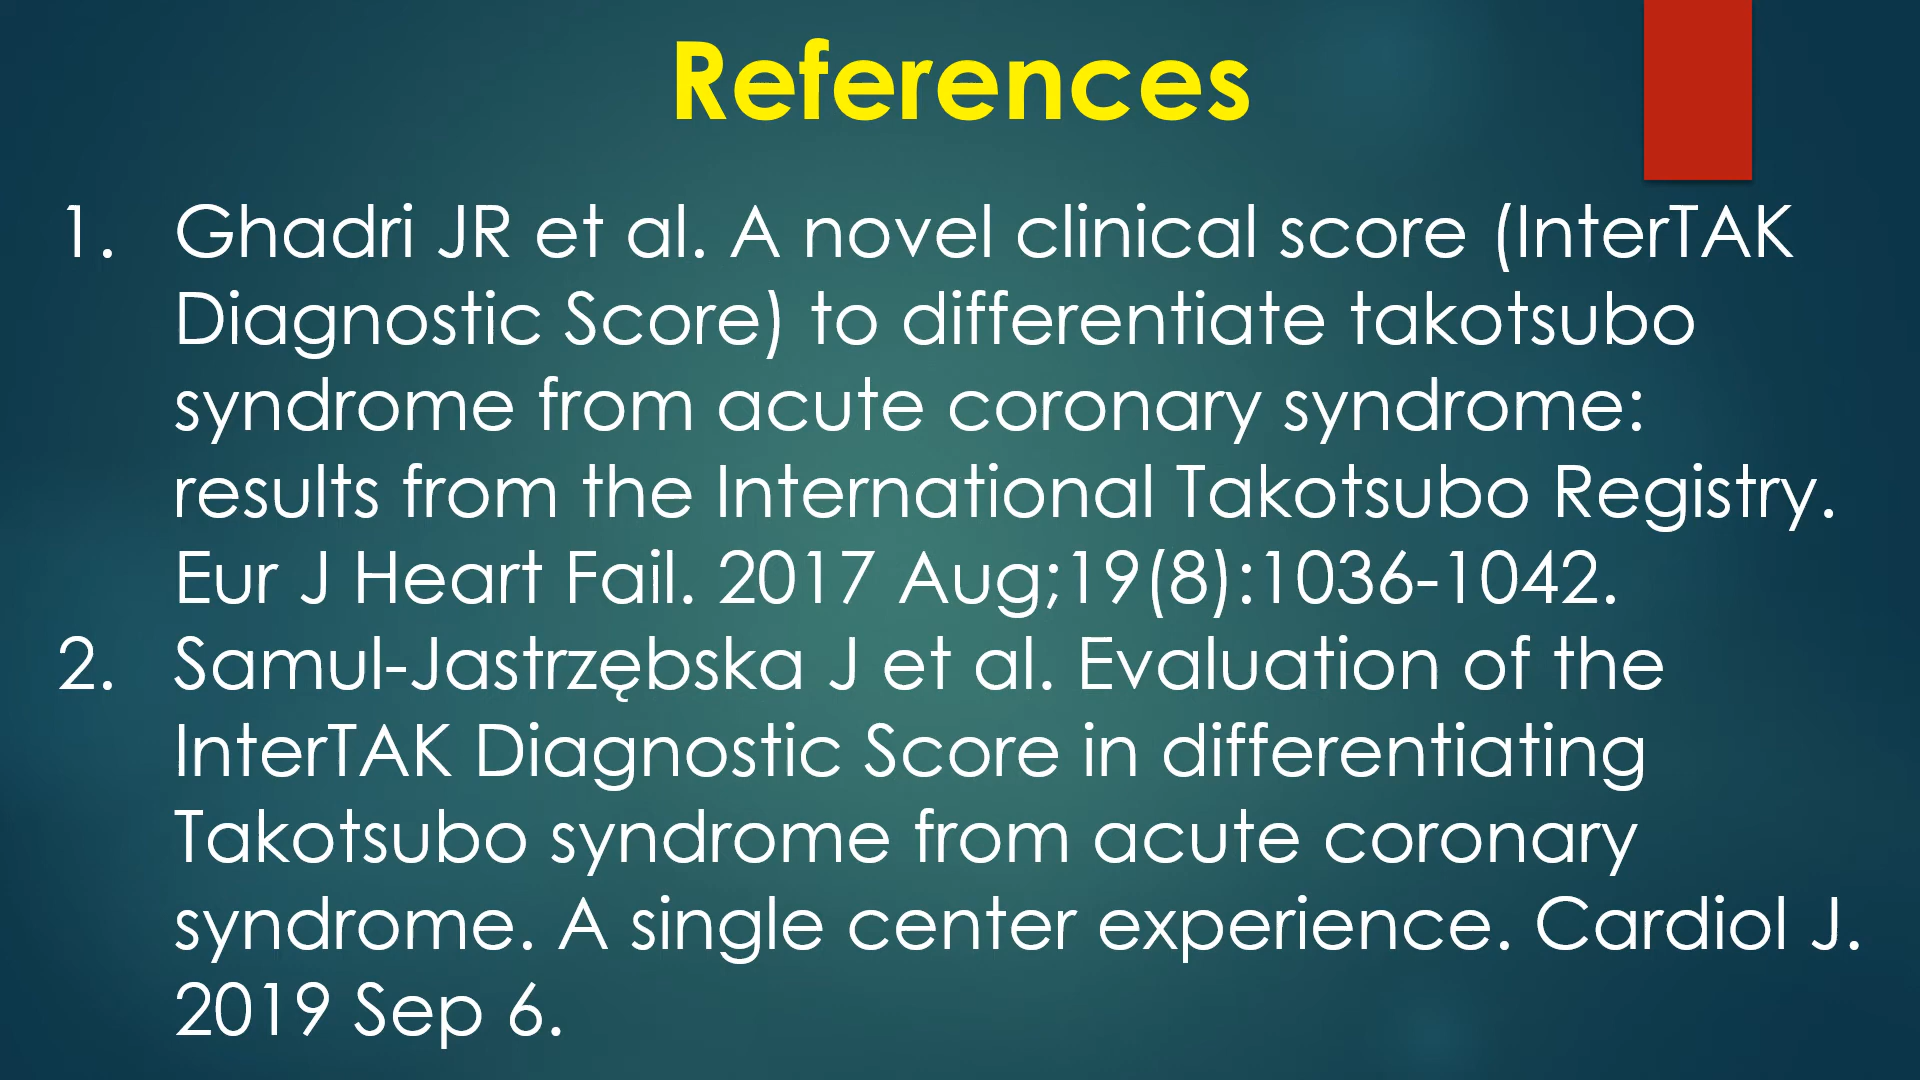 References
1. Ghadri JR et al. A novel clinical score (InterTAK
Diagnostic Score) to differentiate takotsubo
syndrome from acute coronary syndrome:
results from the International Takotsubo Registry.
Eur J Heart Fail. 2017 Aug;19(8):1036-1042.
2. Samul-Jastrzębska J et al. Evaluation of the
InterTAK Diagnostic Score in differentiating
Takotsubo syndrome from acute coronary
syndrome. A single center experience. Cardiol J.
2019 Sep 6.